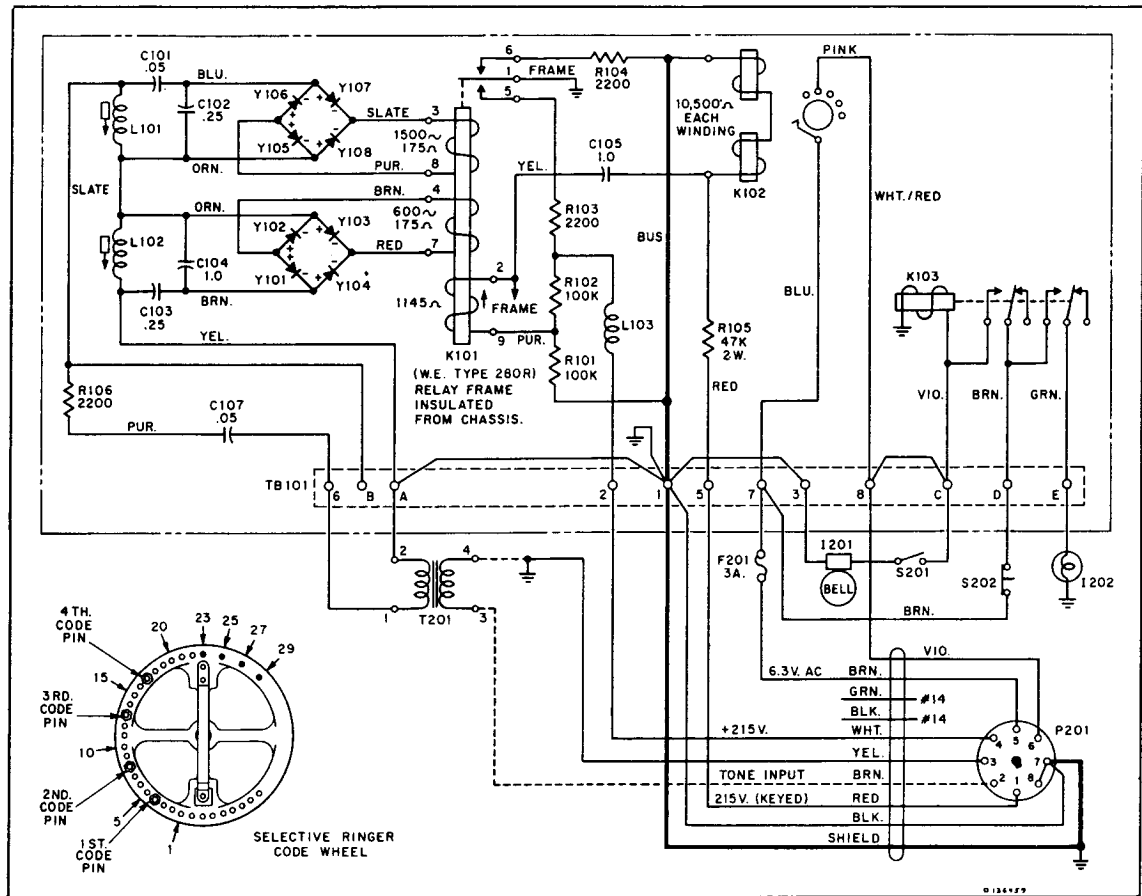 C101
.05
BLU.
Y106
Y107
C102
.25
L101
Y105
Y108
SLATE
3
1500~
175Ω
8
PUR.
ORN.
SLATE
BRN.
4
ORN.
Y102
Y103
600~
175Ω
L102
RED
7
C104
1.0
Y101
Y104
BRN.
C103
.25
YEL.
1145Ω
2
FRAME
9
PUR.
K101
(W.E. TYPE 280R)
RELAY FRAME
INSULATED
FROM CHASSIS.
6
1
FRAME
5
R104
2200
YEL.
C105
1.0
10,500Ω
EACH
WINDING
K102
PINK
R103
2200
BUS
WHT./RED
R102
100K
L103
R101
100K
R105
47K
2W.
RED
BLU.
K103
VIO.
BRN.
GRN.
R106
2200
PUR.
C107
.05
TB101
6
B
A
2
1
5
7
3
8
C
D
E
2
4
1
3
T201
F201
3A.
I201
BELL
S201
S202
I202
BRN.
VIO.
6.3V. AC
BRN.
GRN.
#14
BLK.
#14
+215V.
WHT.
YEL.
TONE INPUT
BRN.
215V. (KEYED)
RED
BLK.
SHIELD
P201
4
5
6
3
7
2
1
8
4TH.
CODE
PIN
20
23
25
27
29
15
3RD.
CODE
PIN
10
2ND.
CODE
PIN
5
1ST.
CODE
PIN
1
SELECTIVE RINGER
CODE WHEEL